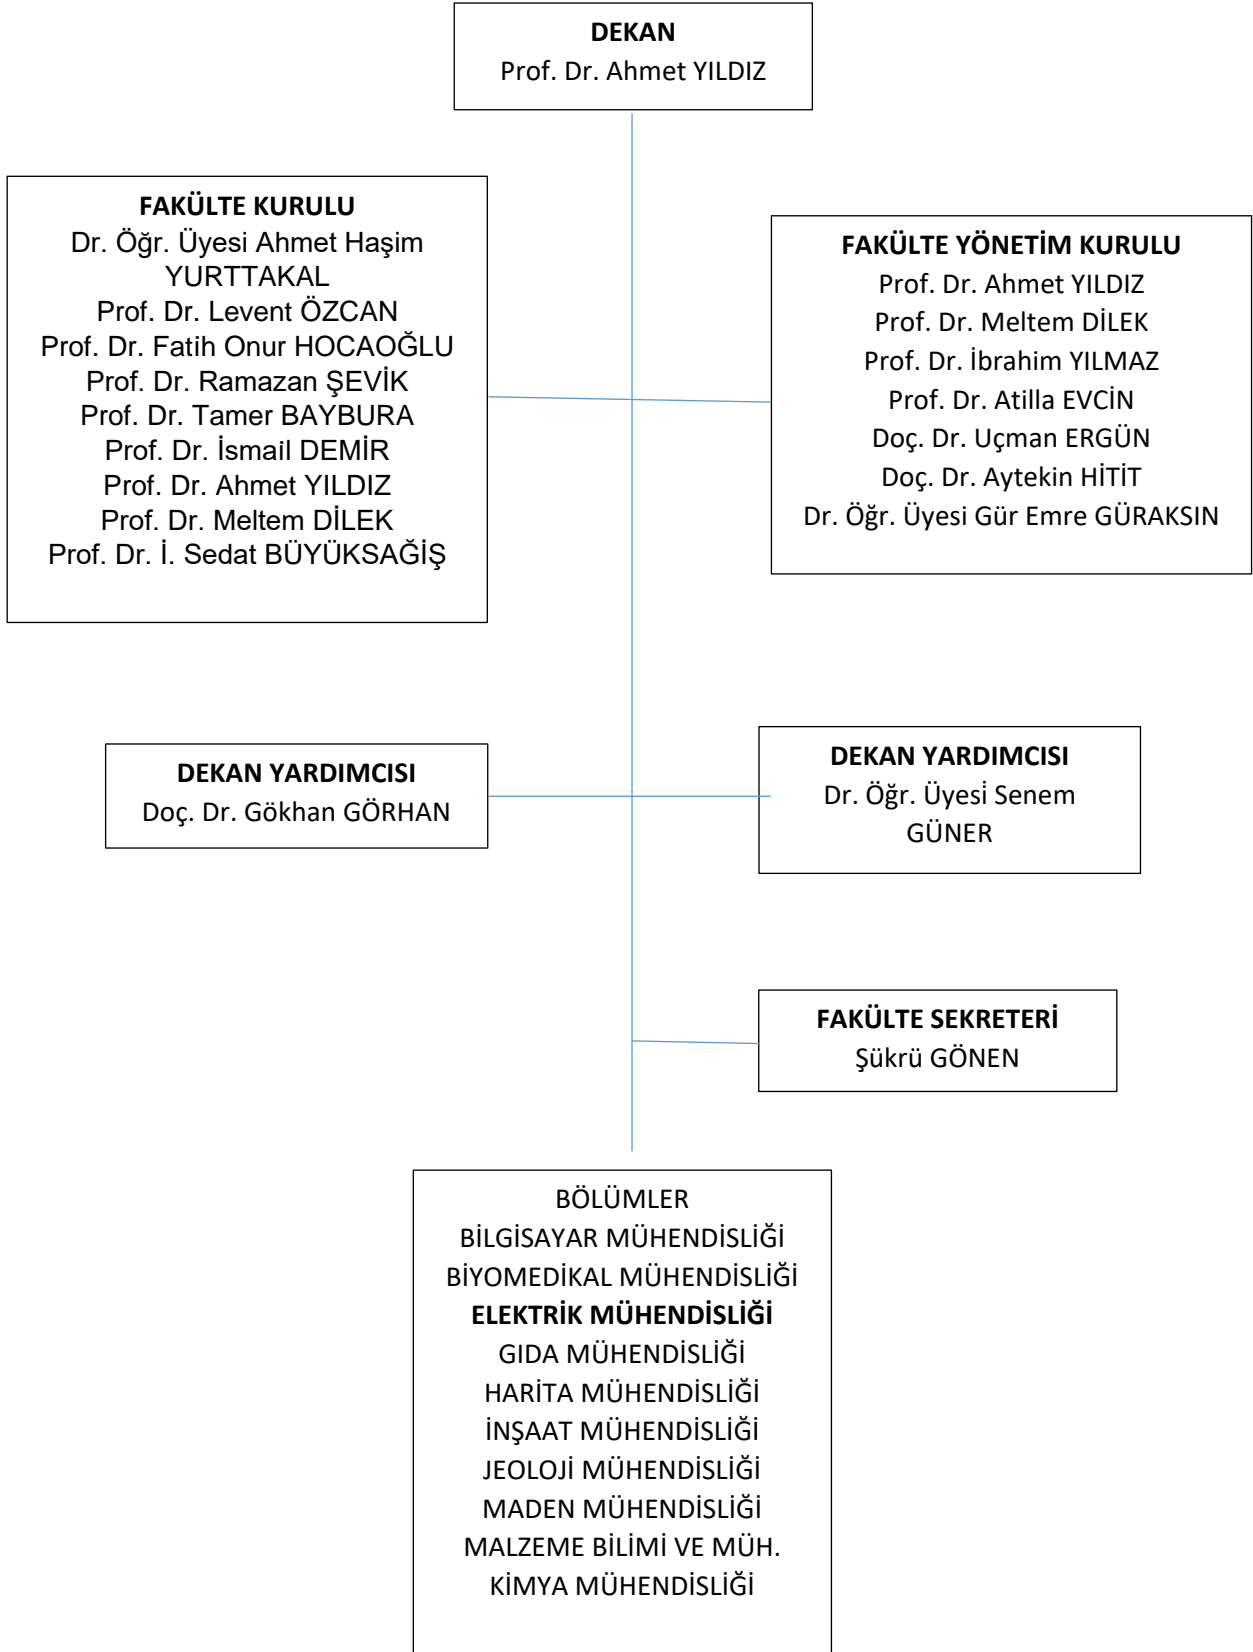 DEKAN
Prof. Dr. Ahmet YILDIZ
FAKÜLTE KURULU
Dr. Öğr. Üyesi Ahmet Haşim
YURTTAKAL
Prof. Dr. Levent ÖZCAN
Prof. Dr. Fatih Onur HOCAOĞLU
Prof. Dr. Ramazan ŞEVİK
Prof. Dr. Tamer BAYBURA
Prof. Dr. İsmail DEMİR
Prof. Dr. Ahmet YILDIZ
Prof. Dr. Meltem DİLEK
Prof. Dr. İ. Sedat BÜYÜKSAĞİŞ
FAKÜLTE YÖNETİM KURULU
Prof. Dr. Ahmet YILDIZ
Prof. Dr. Meltem DİLEK
Prof. Dr. İbrahim YILMAZ
Prof. Dr. Atilla EVCİN
Doç. Dr. Uçman ERGÜN
Doç. Dr. Aytekin HİTİT
Dr. Öğr. Üyesi Gür Emre GÜRAKSIN
DEKAN YARDIMCISI
Doç. Dr. Gökhan GÖRHAN
DEKAN YARDIMCISI
Dr. Öğr. Üyesİ Senem
GÜNER
FAKÜLTE SEKRETERİ
Şükrü GÖNEN
BÖLÜMLER
BİLGİSAYAR MÜHENDİSLİĞİ
BİYOMEDİKAL MÜHENDİSLİĞİ
ELEKTRİK MÜHENDİSLİĞİ
GIDA MÜHENDİSLİĞİ
HARİTA MÜHENDİSLİĞİ
İNŞAAT MÜHENDİSLİĞİ
JEOLOJİ MÜHENDİSLİĞİ
MADEN MÜHENDİSLİĞİ
MALZEME BİLİMİ VE MÜH.
KİMYA MÜHENDİSLİĞİ